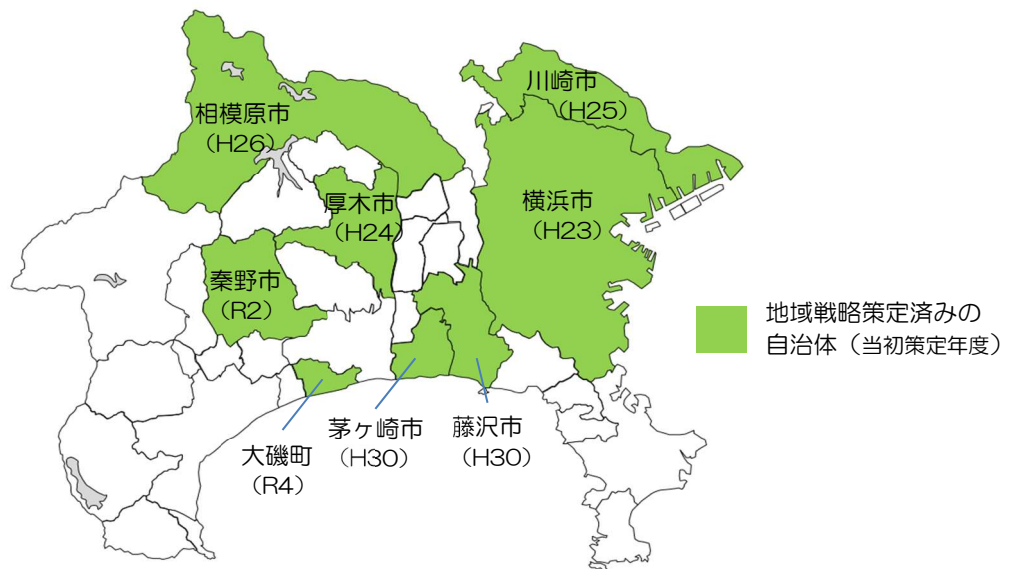 川崎市
(H25)
相模原市
(H26)
厚木市
(H24)
横浜市
(H23)
秦野市
(R2)
地域戦略策定済みの
自治体（当初策定年度）
茅ヶ崎市
(H30)
藤沢市
(H30)
大磯町
(R4)